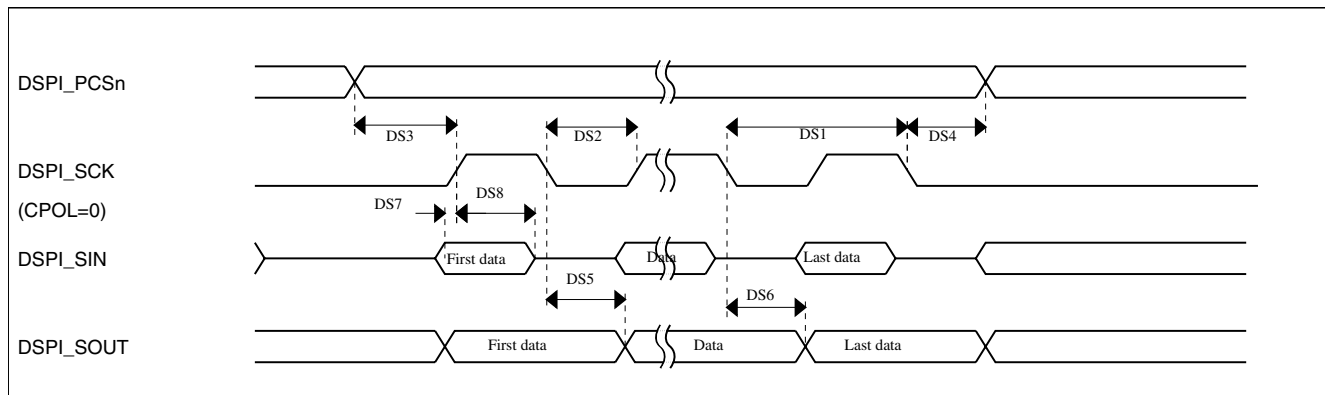 DSPI_PCSn
DS3
DS2
DS1
DS4
DSPI_SCK
(CPOL=0)
DS7
DS8
DSPI_SIN
First data
Data
Last data
DS5
DS6
DSPI_SOUT
First data
Data
Last data